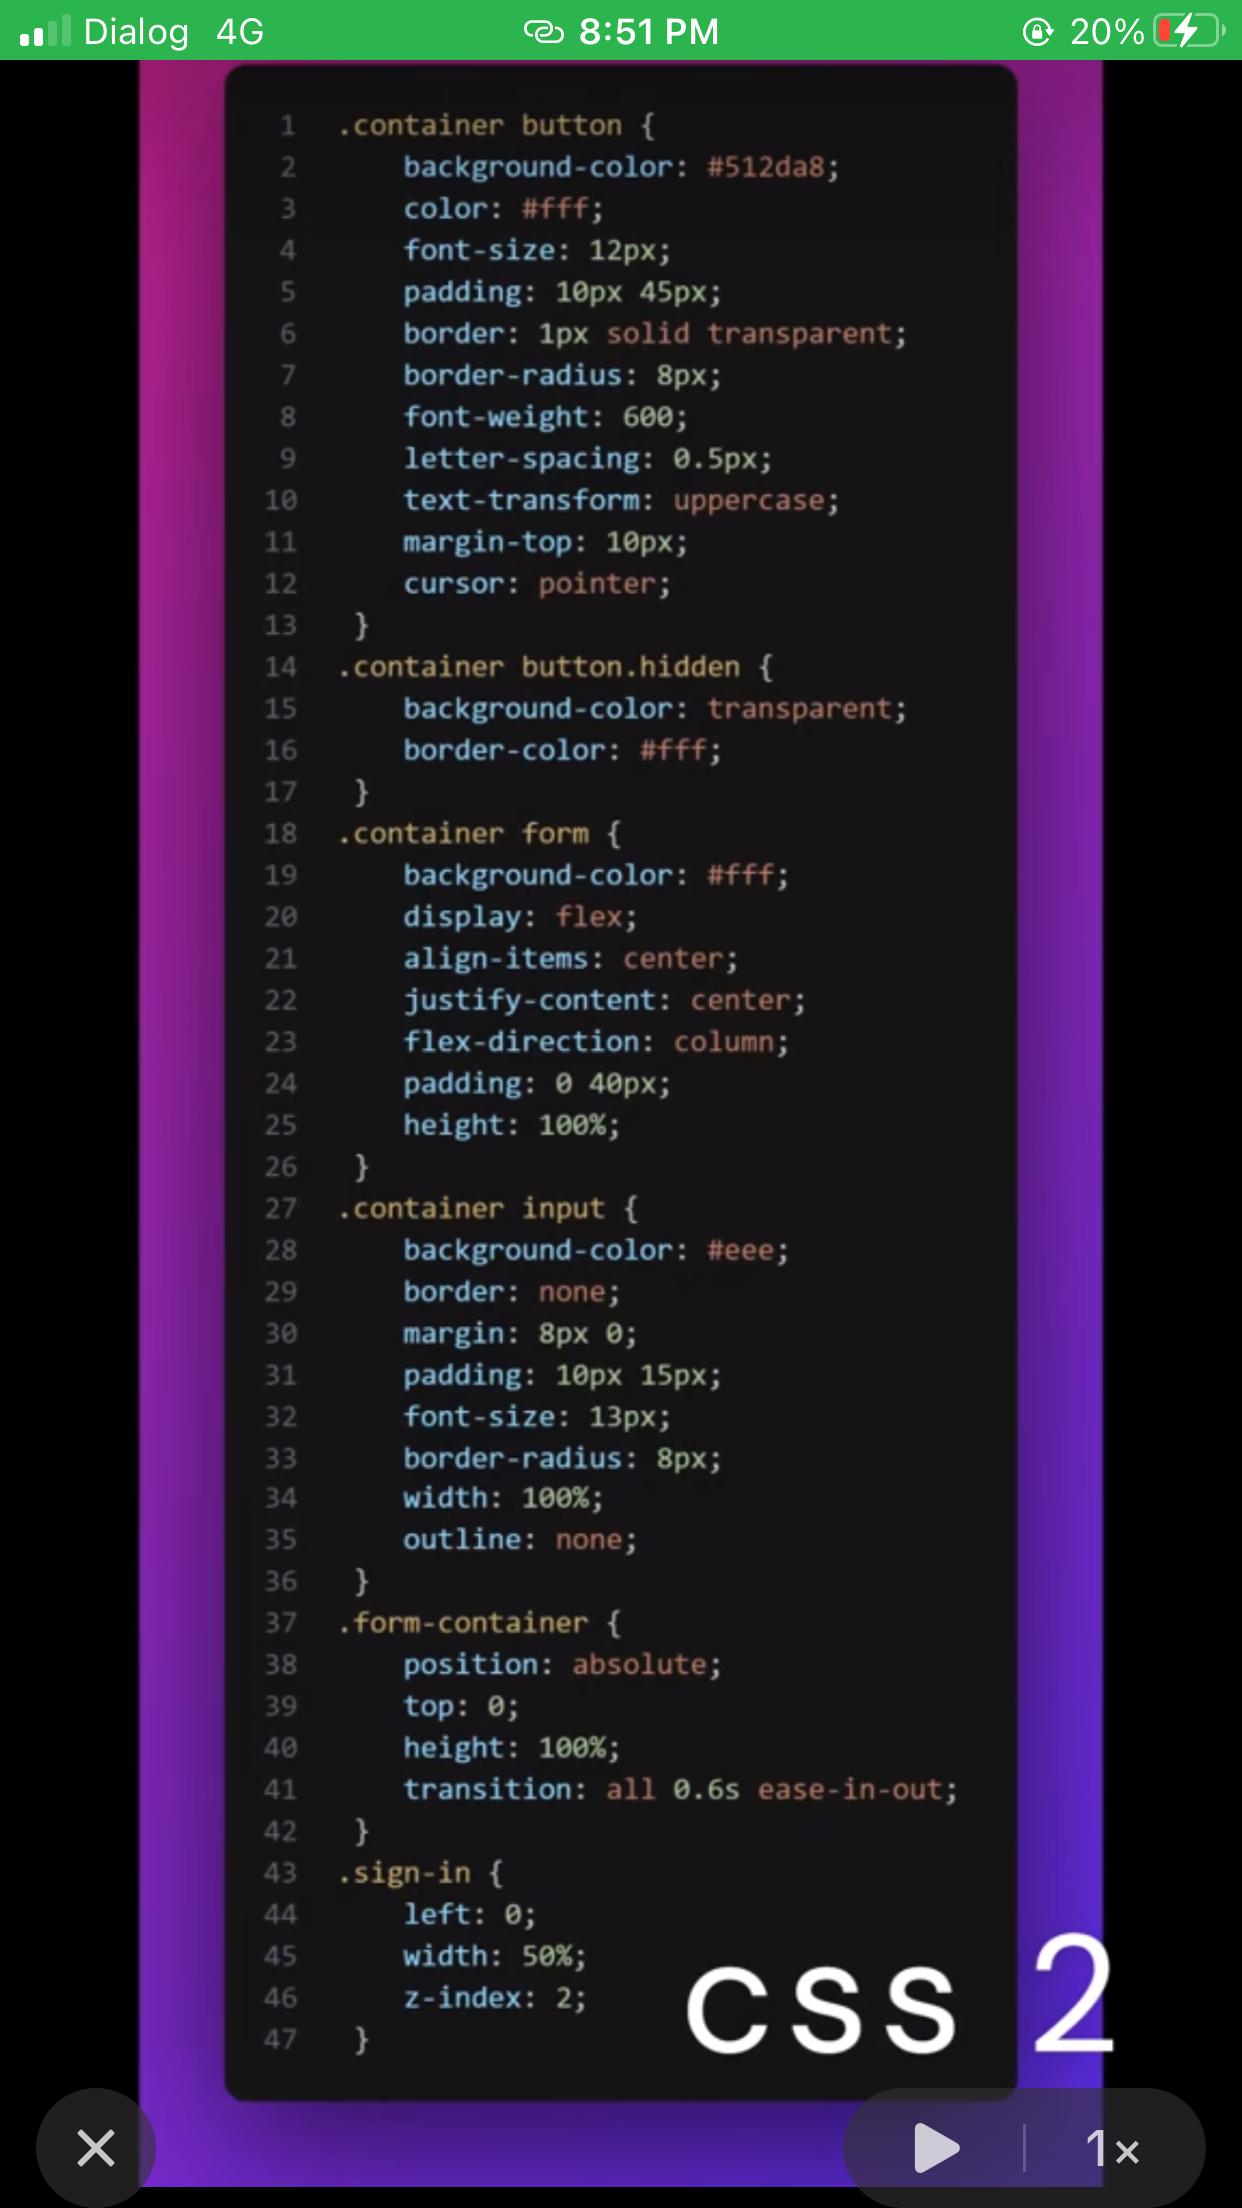 Dialog 4G 8:51 PM 20%
1 .container button {
2 background-color: #512da8;
3 color: #fff;
4 font-size: 12px;
5 padding: 10px 45px;
6 border: 1px solid transparent;
7 border-radius: 8px;
8 font-weight: 600;
9 letter-spacing: 0.5px;
10 text-transform: uppercase;
11 margin-top: 10px;
12 cursor: pointer;
13 }
14 .container button.hidden {
15 background-color: transparent;
16 border-color: #fff;
17 }
18 .container form {
19 background-color: #fff;
20 display: flex;
21 align-items: center;
22 justify-content: center;
23 flex-direction: column;
24 padding: 0 40px;
25 height: 100%;
26 }
27 .container input {
28 background-color: #eee;
29 border: none;
30 margin: 8px 0;
31 padding: 10px 15px;
32 font-size: 13px;
33 border-radius: 8px;
34 width: 100%;
35 outline: none;
36 }
37 .form-container {
38 position: absolute;
39 top: 0;
40 height: 100%;
41 transition: all 0.6s ease-in-out;
42 }
43 .sign-in {
44 left: 0;
45 width: 50%;
46 z-index: 2;
47 }
css 2
1×